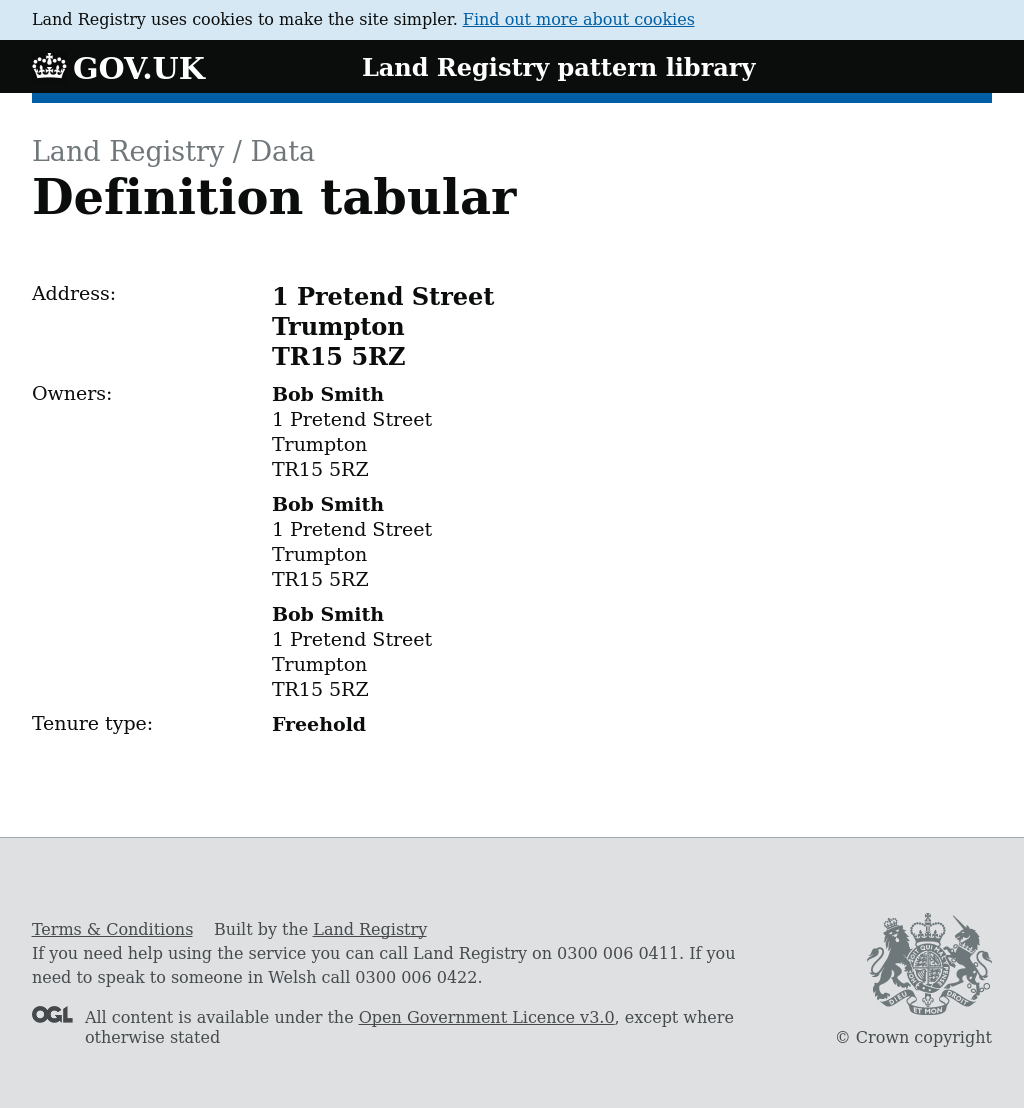 Land Registry uses cookies to make the site simpler. Find out more about cookies
GOV.UK
Land Registry pattern library
Land Registry / Data
Definition tabular
Address:
1 Pretend Street
Trumpton
TR15 5RZ
Owners:
Bob Smith
1 Pretend Street
Trumpton
TR15 5RZ
Bob Smith
1 Pretend Street
Trumpton
TR15 5RZ
Bob Smith
1 Pretend Street
Trumpton
TR15 5RZ
Tenure type:
Freehold
Terms & Conditions Built by the Land Registry
If you need help using the service you can call Land Registry on 0300 006 0411. If you
need to speak to someone in Welsh call 0300 006 0422.
OGL
All content is available under the Open Government Licence v3.0, except where
otherwise stated
DIEU ET MON DROIT
© Crown copyright